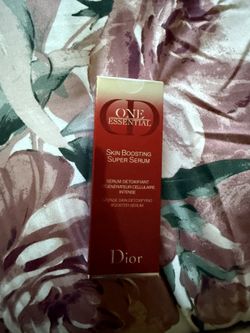 ONE
ESSENTIAL
SKIN BOOSTING
SUPER SERUM
SÉRUM DÉTOXIFIANT
RÉGÉNÉRATEUR CELLULAIRE
INTENSE
INTENSE SKIN DETOXIFYING
BOOSTER SERUM
Dior